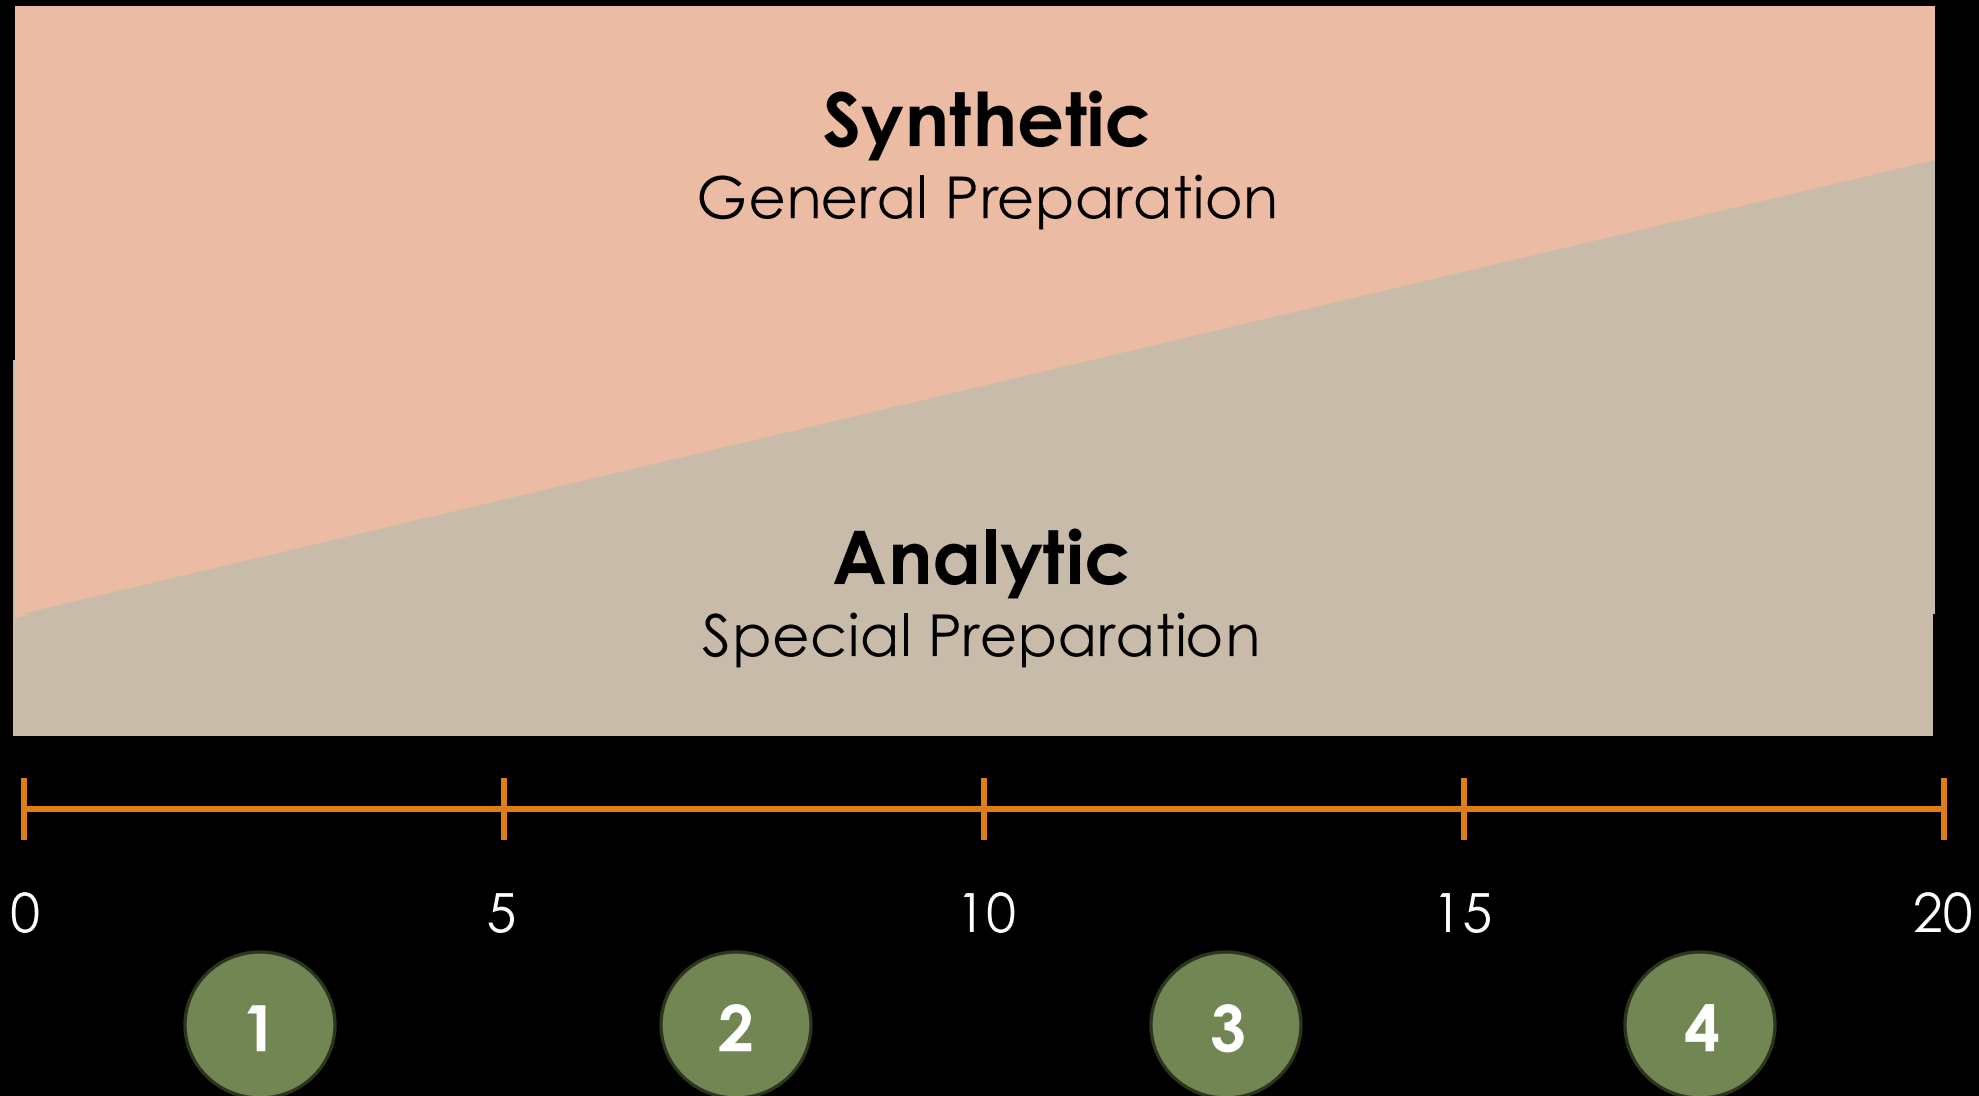 Synthetic
General Preparation
Analytic
Special Preparation
0 5 10 15 20
1 2 3 4